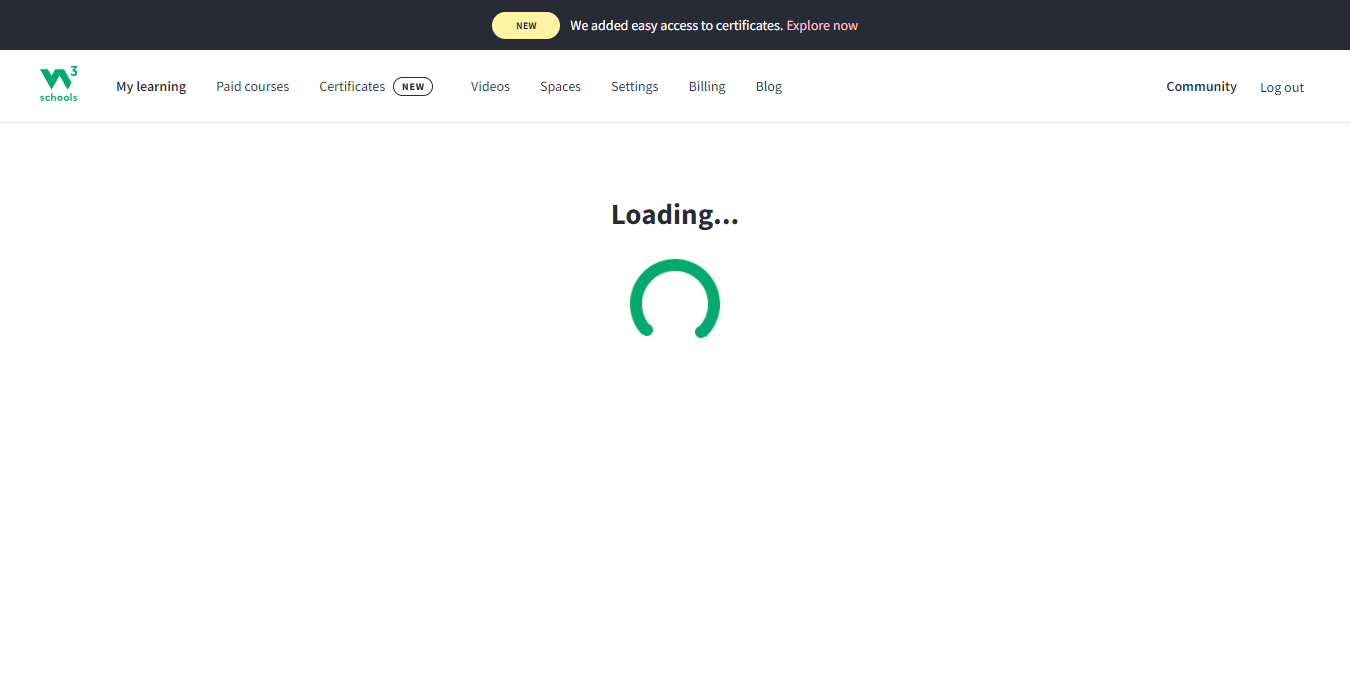 NEW We added easy access to certificates. Explore now
W3
schools
My learning Paid courses Certificates NEW Videos Spaces Settings Billing Blog Community Log out
Loading...